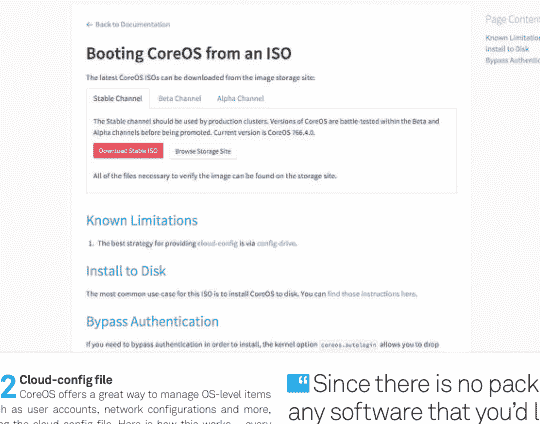 ← Back to Documentation
Booting CoreOS from an ISO
The latest CoreOS ISOs can be downloaded from the image storage site:
Stable Channel Beta Channel Alpha Channel
The Stable channel should be used by production clusters. Versions of CoreOS are battle-tested within the Beta and
Alpha channels before being promoted. Current version is CoreOS 766.4.0.
Download Stable ISO Browse Storage Site
All of the files necessary to verify the image can be found on the storage site.
Known Limitations
1. The best strategy for providing cloud-config is via config-drive.
Install to Disk
The most common use-case for this ISO is to install CoreOS to disk. You can find those instructions here.
Bypass Authentication
If you need to bypass authentication in order to install, the kernel option coreos.autologin allows you to drop
Page Content
Known Limitatio
Install to Disk
Bypass Authentic
2 Cloud-config file
CoreOS offers a great way to manage OS-level items
h as user accounts, network configurations and more,
ng the cloud-config file. Here is how this works – every
“ Since there is no pack
any software that you’d l